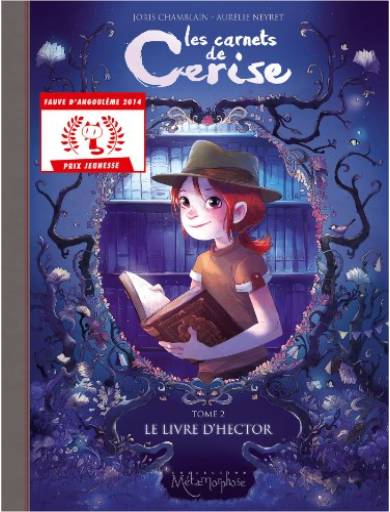 JORIS CHAMBLAIN - AURÉLIE NEYRET
les carnets
de
Cerise
FAUVE D'ANGOULÊME 2014
PRIX JEUNESSE
TOME 2
LE LIVRE D'HECTOR
COLLECTION
Métamorphose